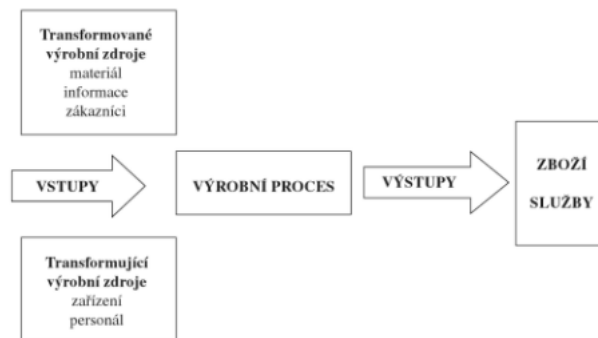 Transformované
výrobní zdroje
materiál
informace
zákazníci
VSTUPY
VÝROBNÍ PROCES
VÝSTUPY
ZBOŽÍ
SLUŽBY
Transformující
výrobní zdroje
zařízení
personál